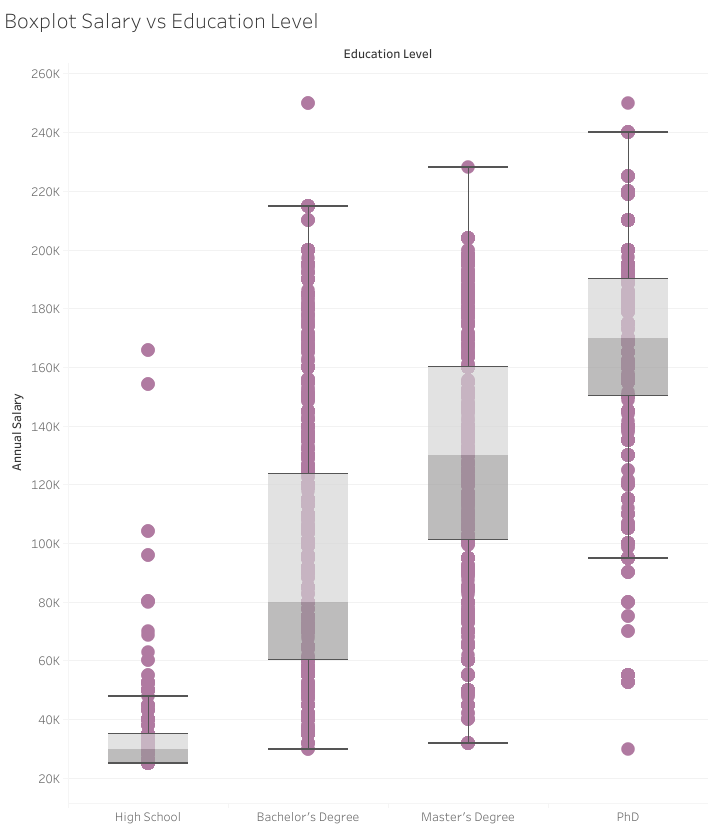 Boxplot Salary vs Education Level
Education Level
260K
240K
220K
200K
180K
160K
140K
120K
100K
80K
60K
40K
20K
Annual Salary
High School
Bachelor's Degree
Master's Degree
PhD